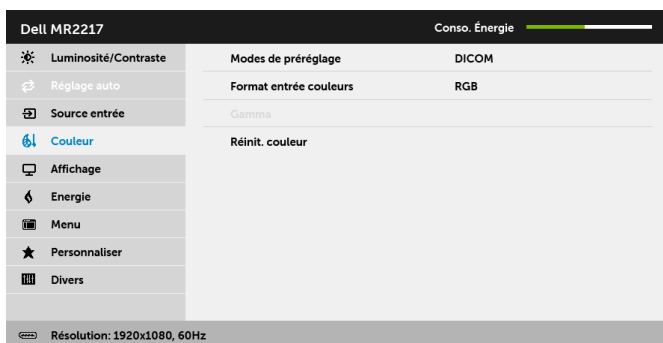 Dell MR2217 Conso. Énergie
Luminosité/Contraste Modes de préréglage DICOM
Réglage auto Format entrée couleurs RGB
Source entrée Gamma
Couleur Réinit. couleur
Affichage
Energie
Menu
Personnaliser
Divers
Résolution: 1920x1080, 60Hz